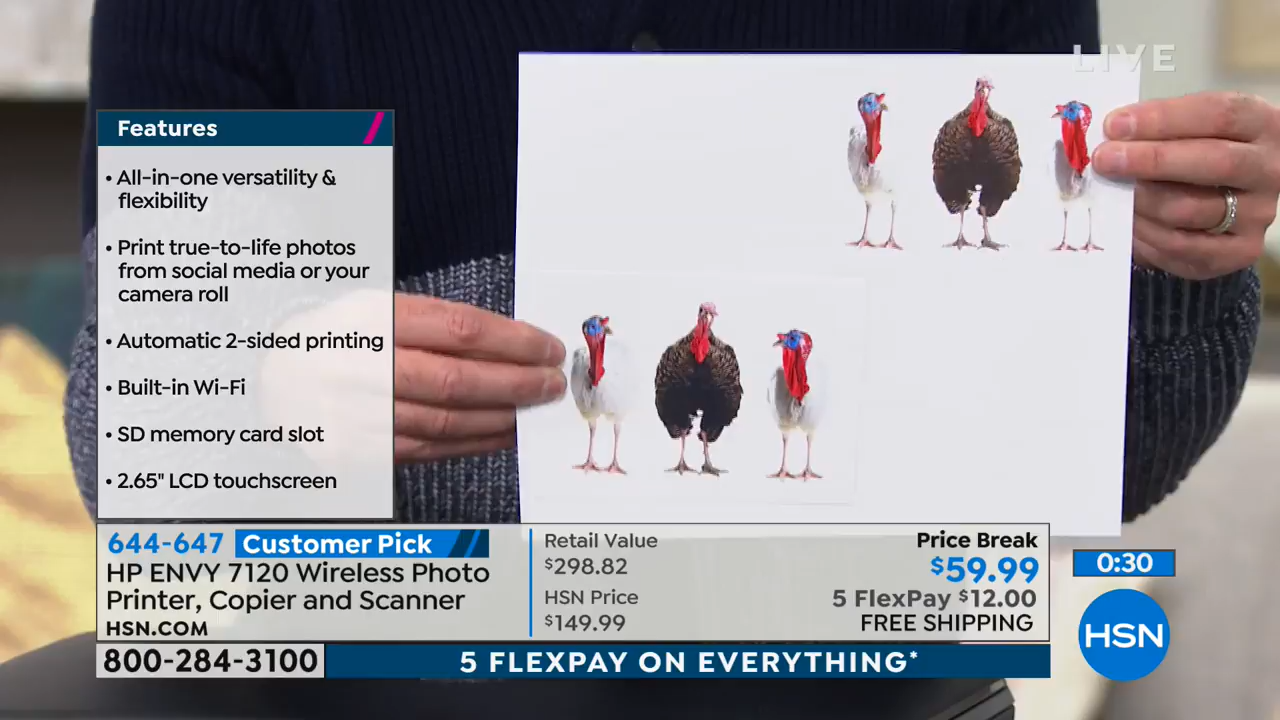 LIVE
Features
• All-in-one versatility &
flexibility
• Print true-to-life photos
from social media or your
camera roll
• Automatic 2-sided printing
• Built-in Wi-Fi
• SD memory card slot
• 2.65" LCD touchscreen
644-647 Customer Pick
HP ENVY 7120 Wireless Photo
Printer, Copier and Scanner
HSN.COM
Retail Value
$298.82
HSN Price
$149.99
Price Break
$59.99
5 FlexPay $12.00
FREE SHIPPING
0:30
HSN
800-284-3100
5 FLEXPAY ON EVERYTHING*